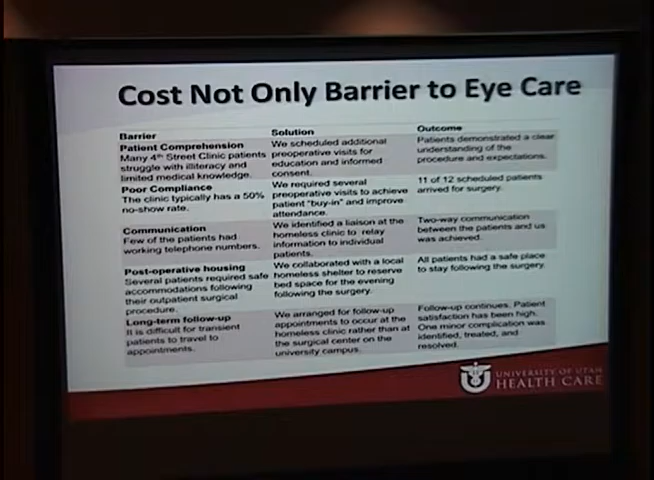 Cost Not Only Barrier to Eye Care
Barrier
Solution
Outcome
Patient Comprehension
Many 4th Street Clinic patients
struggle with illiteracy and
limited medical knowledge.
We scheduled additional
preoperative visits for
education and informed
consent.
Patients demonstrated a clear
understanding of the
procedure and expectations.
Poor Compliance
The clinic typically has a 50%
no-show rate.
We required several
preoperative visits to achieve
patient "buy-in" and improve
attendance.
11 of 12 scheduled patients
arrived for surgery.
Communication
Few of the patients had
working telephone numbers.
We identified a liaison at the
homeless clinic to relay
information to individual
patients.
Two-way communication
between the patients and us
was achieved.
Post-operative housing
Several patients required safe
accommodations following
their outpatient surgical
procedure.
We collaborated with a local
homeless shelter to reserve
bed space for the evening
following the surgery.
All patients had a safe place
to stay following the surgery.
Long-term follow-up
It is difficult for transient
patients to travel to
appointments.
We arranged for follow-up
appointments to occur at the
homeless clinic rather than at
the surgical center on the
university campus.
Follow-up continues. Patient
satisfaction has been high.
One minor complication was
identified, treated, and
resolved.
UNIVERSITY OF UTAH
HEALTH CARE